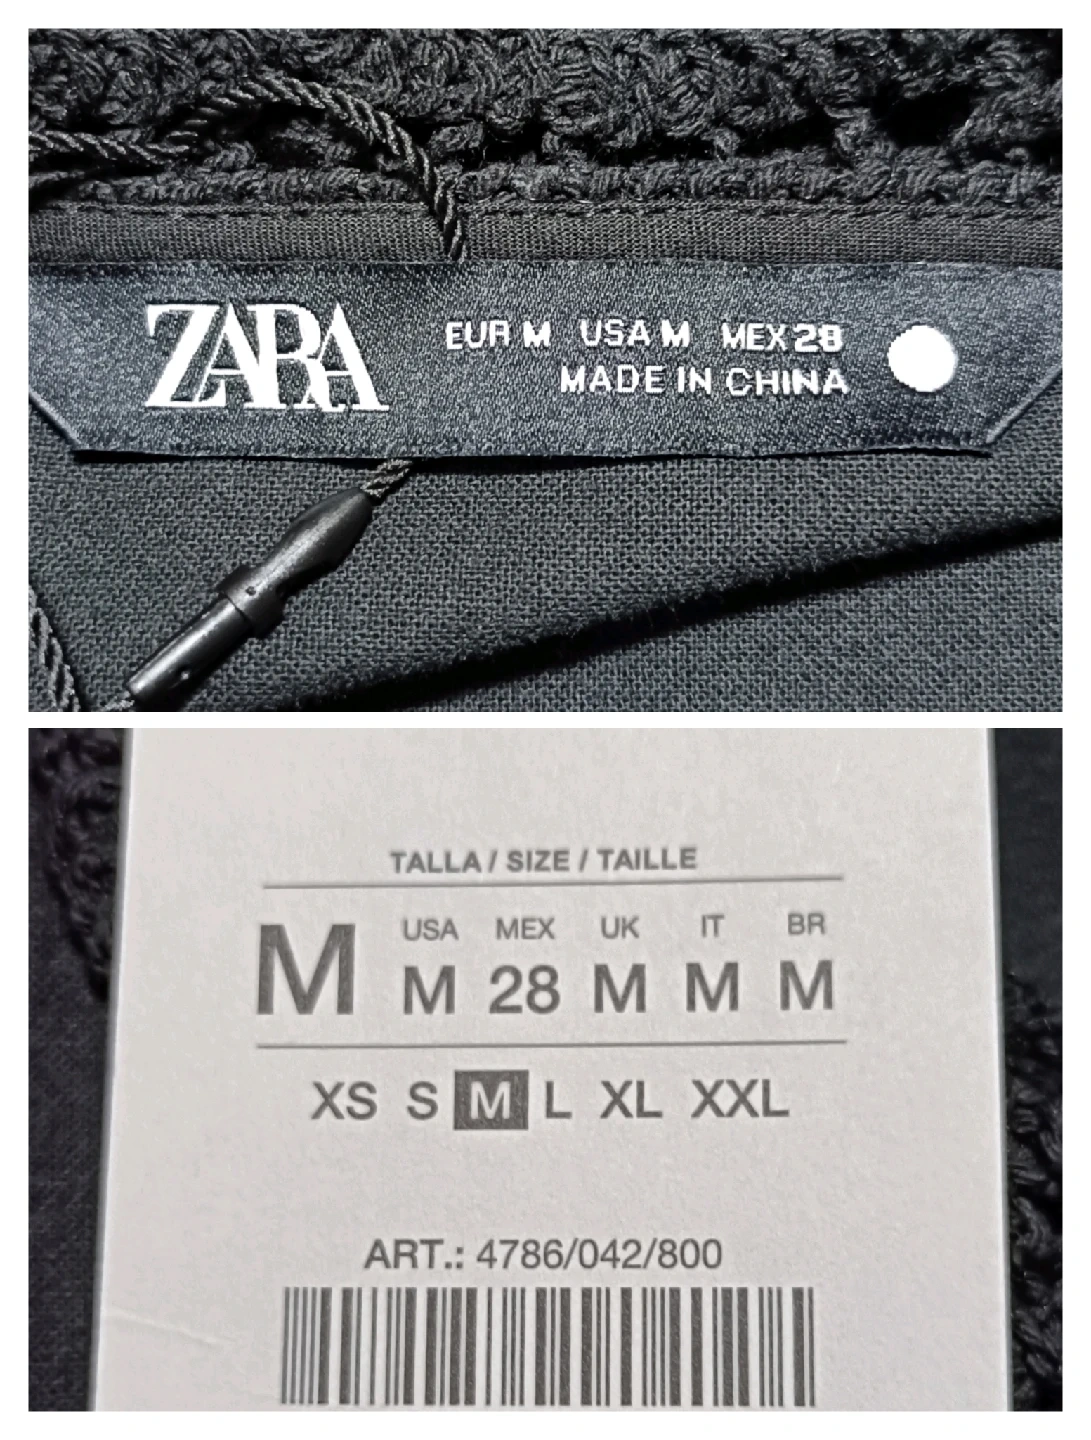 ZARA
EUR M USA M MEX 28
MADE IN CHINA
TALLA / SIZE / TAILLE
USA MEX UK IT BR
M M 28 M M M
XS S M L XL XXL
ART.: 4786/042/800